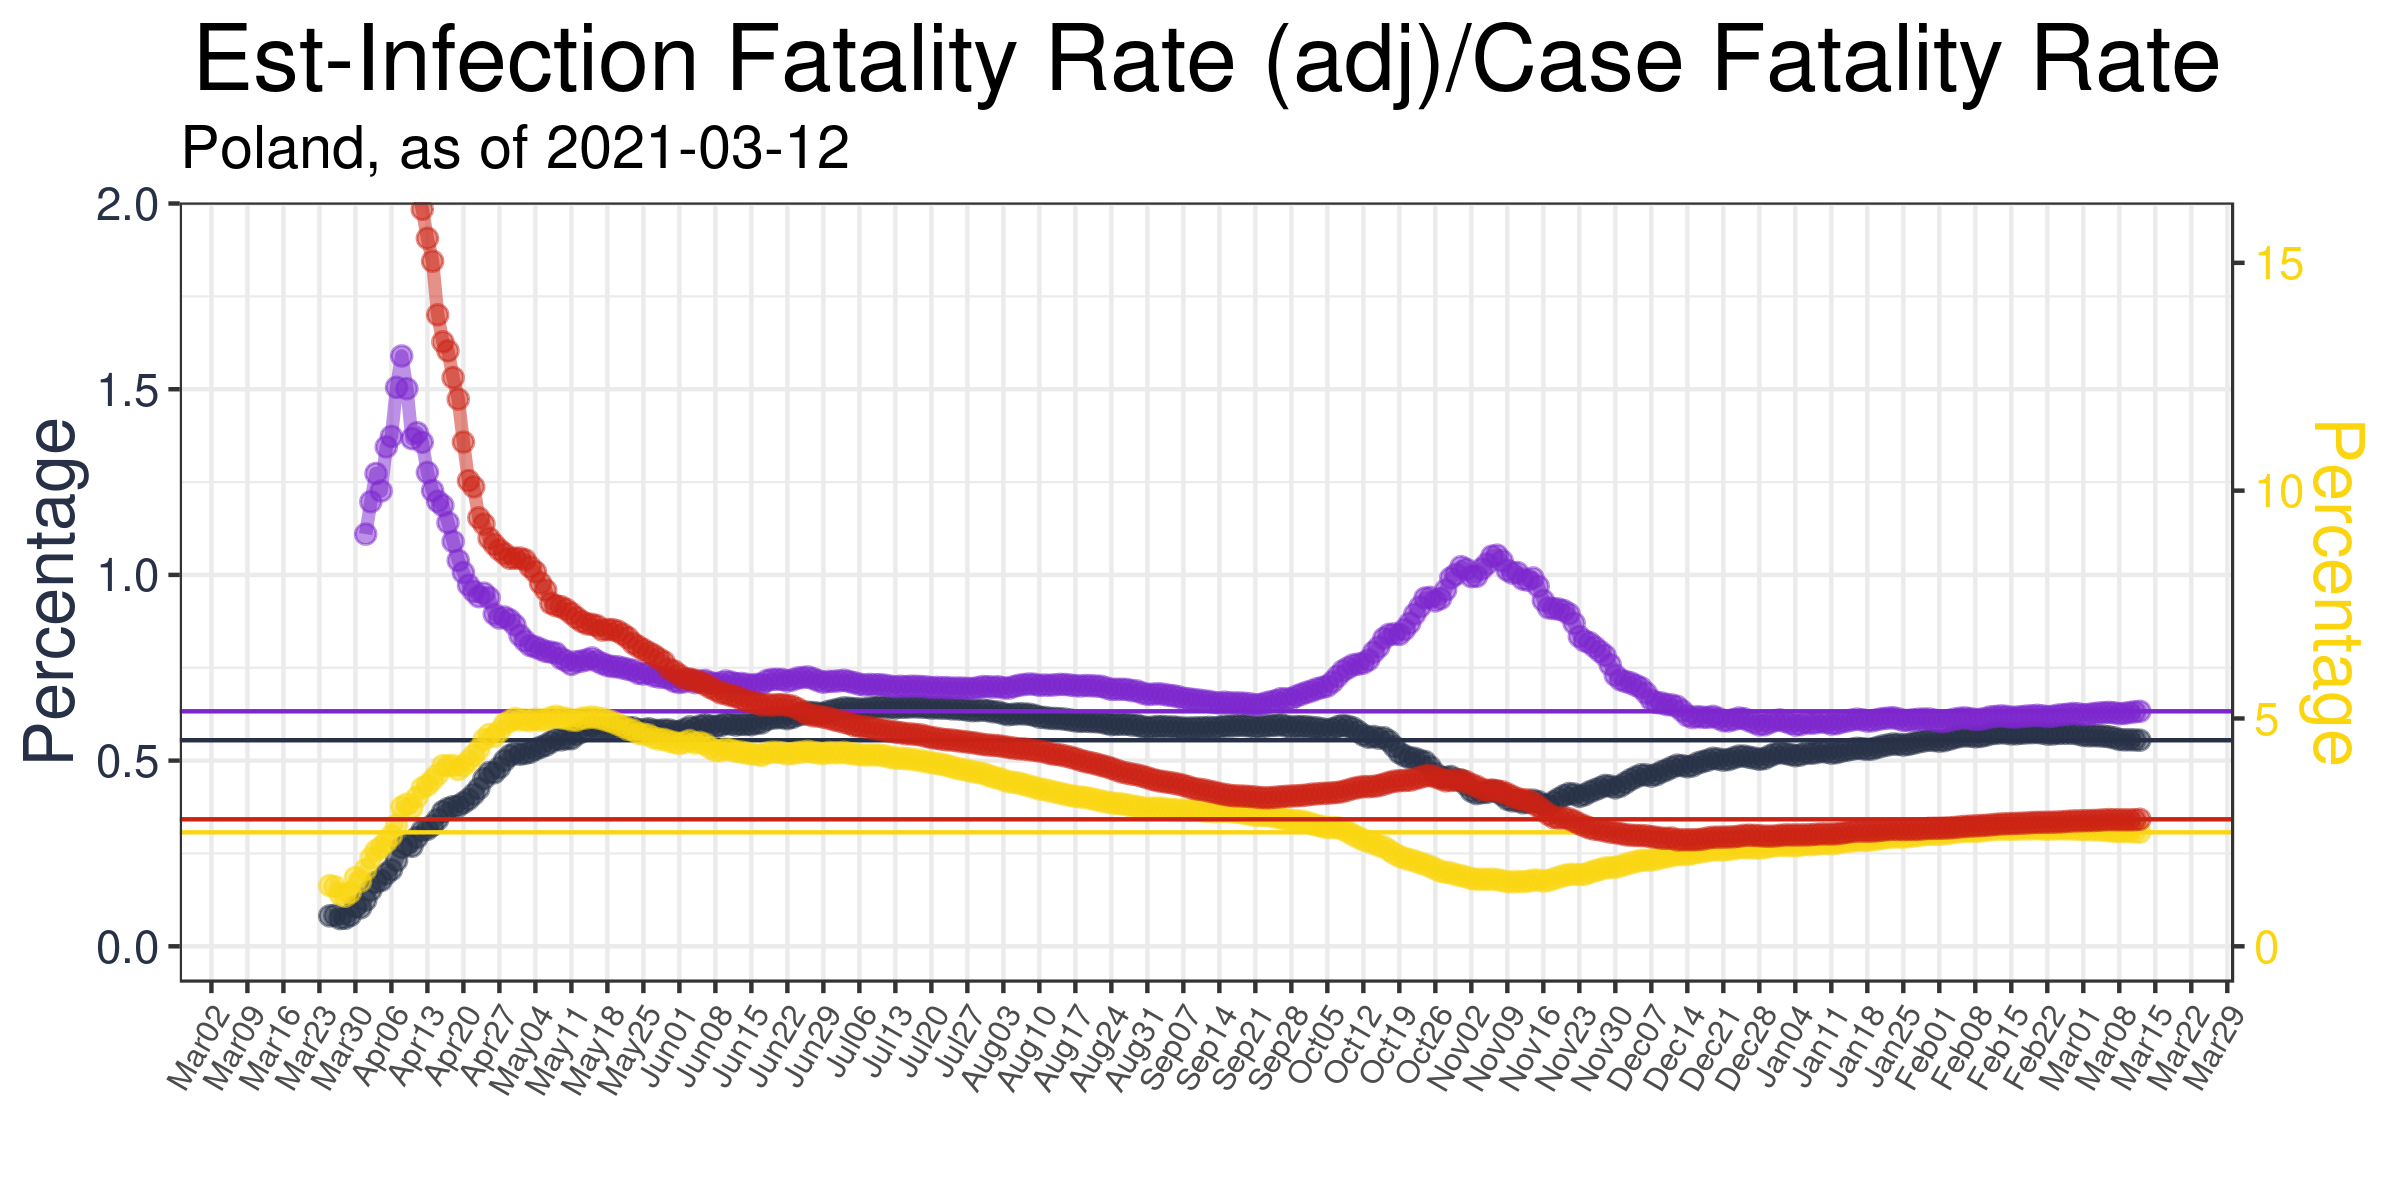 Est-Infection Fatality Rate (adj)/Case Fatality Rate
Poland, as of 2021-03-12
Percentage
2.0
1.5
1.0
0.5
0.0
15
10
5
0
Percentage
Mar02
Mar09
Mar16
Mar23
Mar30
Apr06
Apr13
Apr20
Apr27
May04
May11
May18
May25
Jun01
Jun08
Jun15
Jun22
Jun29
Jul06
Jul13
Jul20
Jul27
Aug03
Aug10
Aug17
Aug24
Aug31
Sep07
Sep14
Sep21
Sep28
Oct05
Oct12
Oct19
Oct26
Nov02
Nov09
Nov16
Nov23
Nov30
Dec07
Dec14
Dec21
Dec28
Dec04
Jan11
Jan18
Jan25
Feb01
Feb08
Feb15
Feb22
Mar01
Mar08
Mar15
Mar22
Mar29